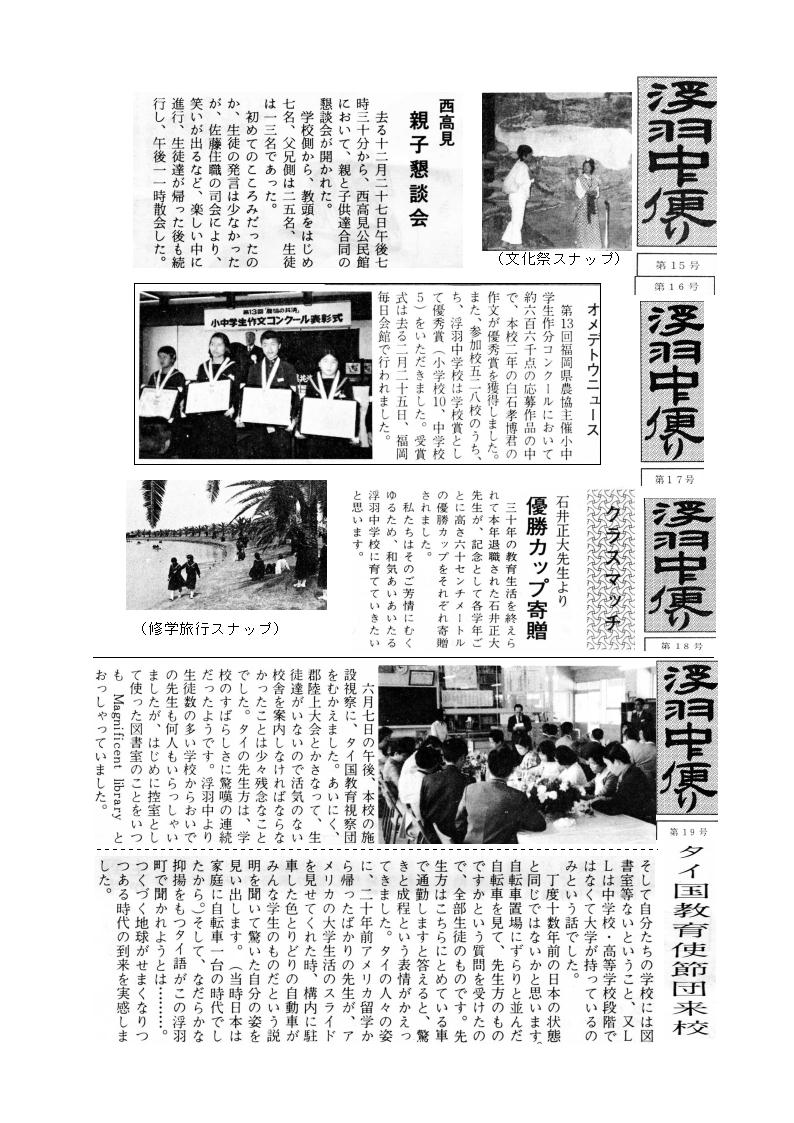 浮羽中便り
第15号
(文化祭スナップ)
西高見
親子懇談会
去る十二月二十七日午後七
時三十分から、西高見公民館
において、親と子供達合同の
懇談会が開かれた。
学校側から、教頭をはじめ
七名、父兄側は二五名、生徒
は一三名であった。
初めてのこころみだったの
か、生徒の発言は少なかった
が、佐藤住職の司会により、
笑いが出るなど、楽しい中に
進行、生徒達が帰った後も続
行し、午後一一時散会した。
第16号
浮羽中便り
オメデトウニュース
第13回福岡県農協主催小中
学生作分コンクールにおいて
約六百六千点の応募作品の中
で、本校二年の白石孝博君の
作文が優秀賞を獲得しました。
また、参加校五二八校のうち、
ち、浮羽中学校は学校賞とし
て優秀賞(小学校10、中学校
5)をいただきました。受賞
式は去る二月二十五日、福岡
毎日会館で行われました。
小中学生作文コンクール表彰式
第17号
浮羽中便り
クラスマッチ
石井正大先生より
優勝カップ寄贈
三十年の教育生活を終えら
れて本年退職された石井正大
先生が、記念として各学年ご
とに高さ六十センチメートル
の優勝カップをそれぞれ寄贈
されました。
私たちはそのご芳情にむく
ゆるため、和気あいあいたる
浮羽中学校に育てていきたい
と思います。
(修学旅行スナップ)
第18号
浮羽中便り
第19号
タイ国教育使節団来校
六月七日の午後、本校の施
設視察に、タイ国教育視察団
をむかえました。あいにく、
郡陸上大会とかさなって、生
徒達がいないので活気のない
校舎を案内しなければならな
かったことは少々残念なこと
でした。タイの先生方は、学
校のすばらしさに驚嘆の連続
だったようです。浮羽中より
生徒数の多い学校からおいで
の先生も何人もいらっしゃい
ましたが、はじめに控室とし
て使った図書室のことをいつ
も Magnificent library と
おっしゃっていました。
そして自分たちの学校には図
書室等ないということ、又L
Lは中学校・高等学校段階で
はなくて大学が持っているの
みという話でした。
丁度十数年前の日本の状態
と同じではないかと思います。
自転車置場にずらりと並んだ
自転車を見て、先生方のもの
ですかという質問を受けたの
で、全部生徒のものです。先
生方はこちらにとめている車
で通勤しますと答えると、驚
きと成程という表情がかえっ
てきました。タイの人々の姿
に、二十年前アメリカ留学か
ら帰ったばかりの先生が、ア
メリカの大学生活のスライド
を見せてくれた時、構内に駐
車した色とりどりの自動車が
みんな学生のものだという説
明を聞いて驚いた自分の姿を
見い出します。(当時日本は
家庭に自転車一台の時代でし
たから。)そして、なだらかな
抑揚をもつタイ語がこの浮羽
町で聞かれようとは………。
つくづく地球がせまくなりつ
つある時代の到来を実感しま
した。